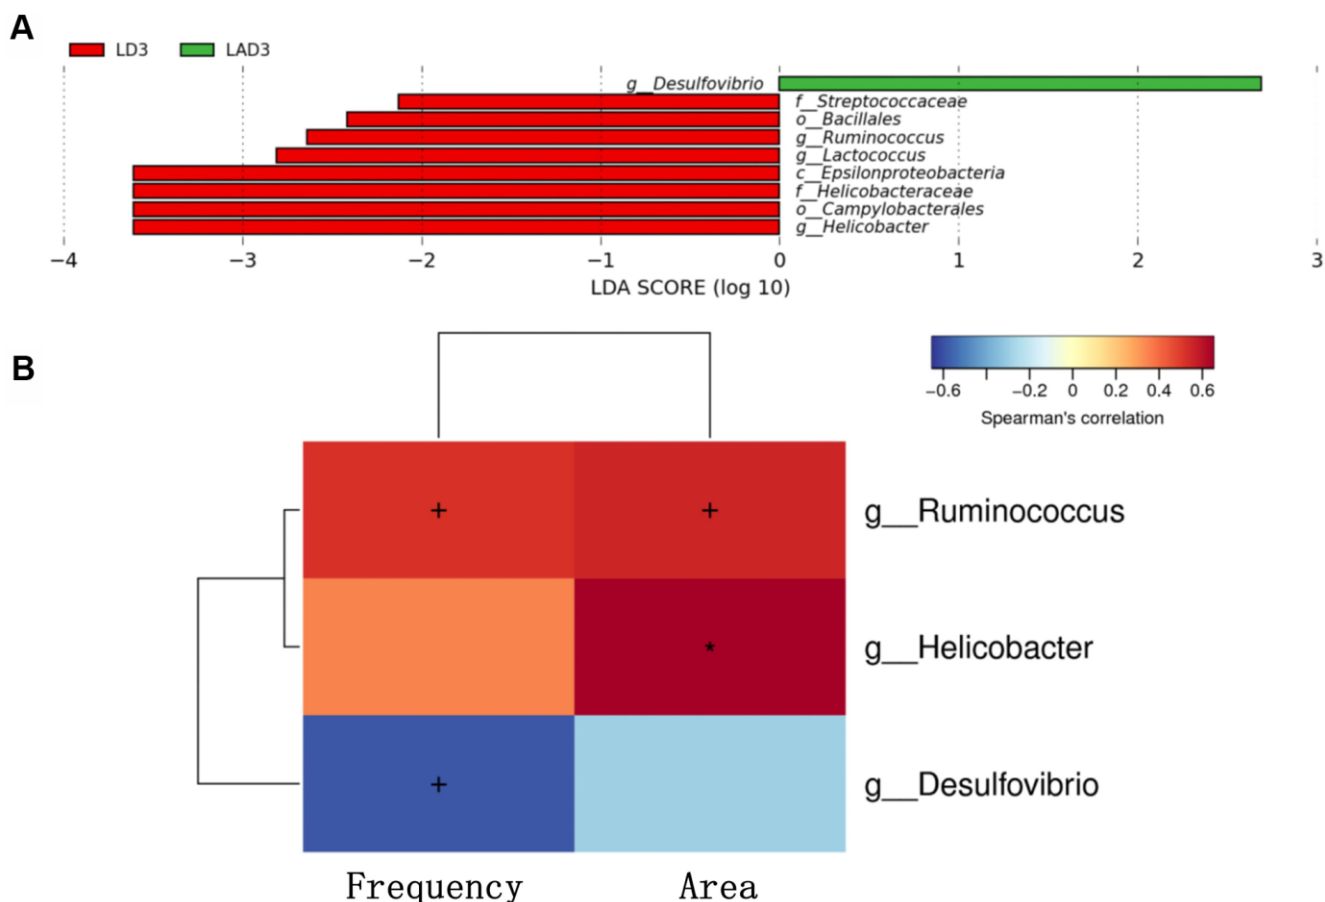 A
LD3 LAD3
g__Desulfovibrio
f__Streptococcaceae
o__Bacillales
g__Ruminococcus
g__Lactococcus
c__Epsilonproteobacteria
f__Helicobacteraceae
o__Campylobacterales
g__Helicobacter
−4 −3 −2 −1 0 1 2 3
LDA SCORE (log 10)
B
−0.6 −0.2 0 0.2 0.4 0.6
Spearman's correlation
+ + g__Ruminococcus
* g__Helicobacter
+ g__Desulfovibrio
Frequency Area